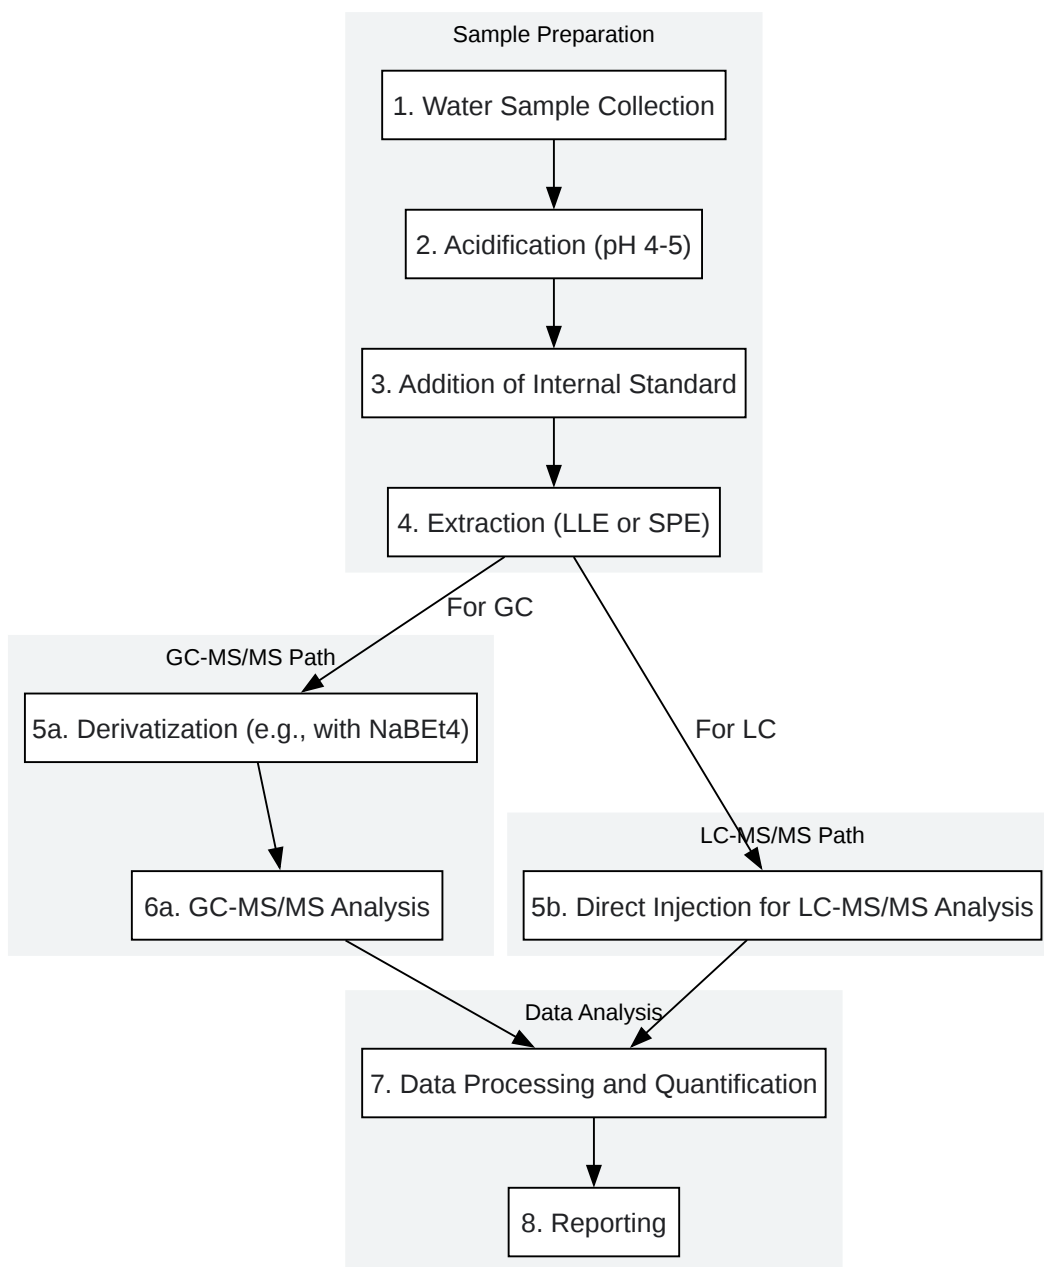 Sample Preparation
1. Water Sample Collection
2. Acidification (pH 4-5)
3. Addition of Internal Standard
4. Extraction (LLE or SPE)
For GC
GC-MS/MS Path
5a. Derivatization (e.g., with NaBEt4)
For LC
LC-MS/MS Path
6a. GC-MS/MS Analysis
5b. Direct Injection for LC-MS/MS Analysis
Data Analysis
7. Data Processing and Quantification
8. Reporting